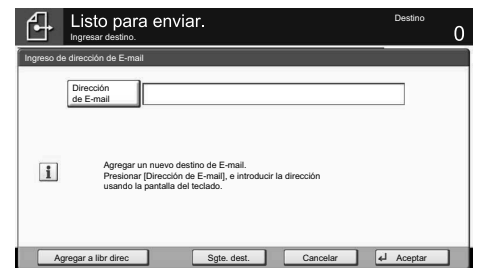 Listo para enviar.
Destino
Ingresar destino.
0
Ingreso de dirección de E-mail
Dirección
de E-mail
Agregar un nuevo destino de E-mail.
Presionar [Dirección de E-mail], e introducir la dirección
usando la pantalla del teclado.
Agregar a libr direc
Sgte. dest.
Cancelar
Aceptar